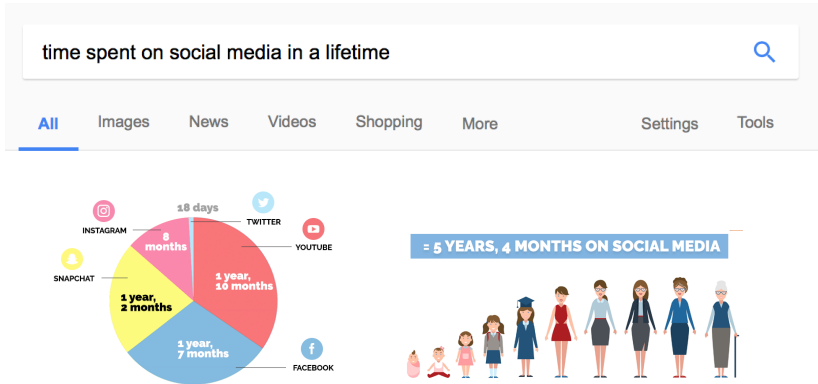 time spent on social media in a lifetime
All Images News Videos Shopping More Settings Tools
18 days
TWITTER
INSTAGRAM
8
months
YOUTUBE
SNAPCHAT
1 year,
10 months
1 year,
2 months
1 year,
7 months
FACEBOOK
= 5 YEARS, 4 MONTHS ON SOCIAL MEDIA